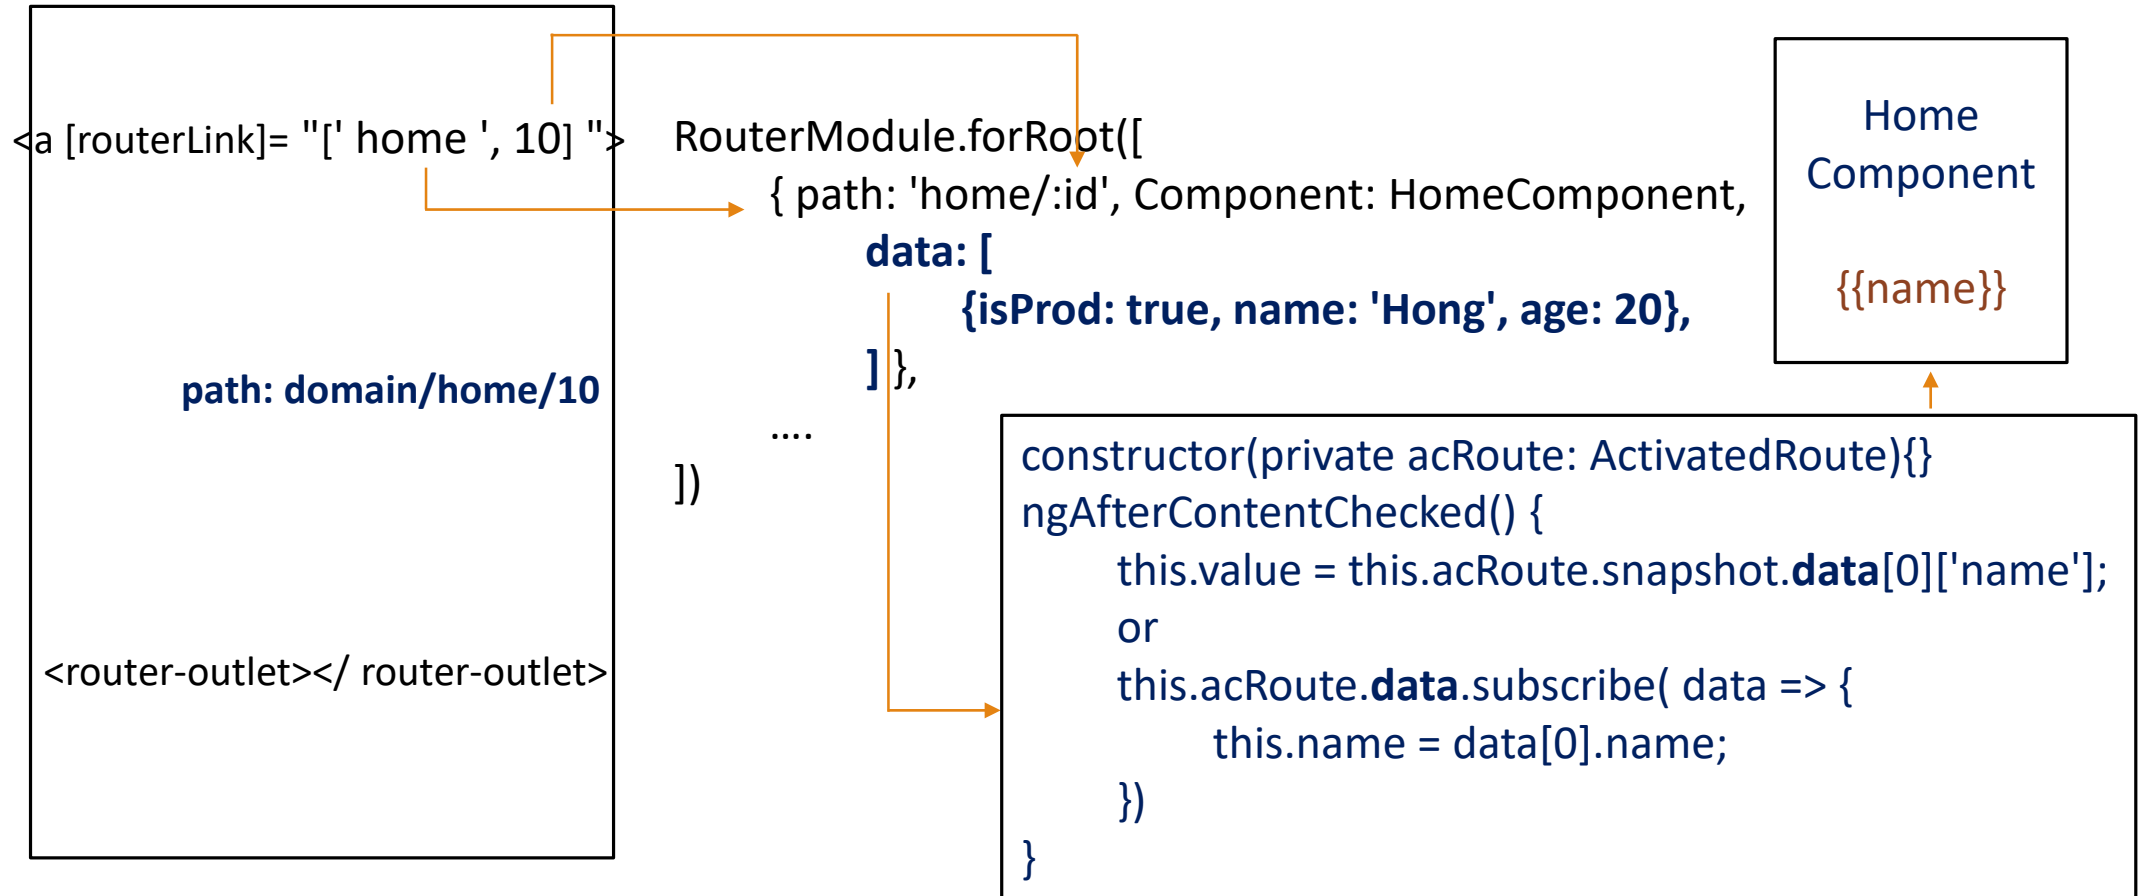 <a [routerLink]= "[' home ', 10] ">
path: domain/home/10
<router-outlet></ router-outlet>
RouterModule.forRoot([
{ path: 'home/:id', Component: HomeComponent,
data: [
{isProd: true, name: 'Hong', age: 20},
] },
....
])
Home
Component
{{name}}
constructor(private acRoute: ActivatedRoute){}
ngAfterContentChecked() {
this.value = this.acRoute.snapshot.data[0]['name'];
or
this.acRoute.data.subscribe( data => {
this.name = data[0].name;
})
}